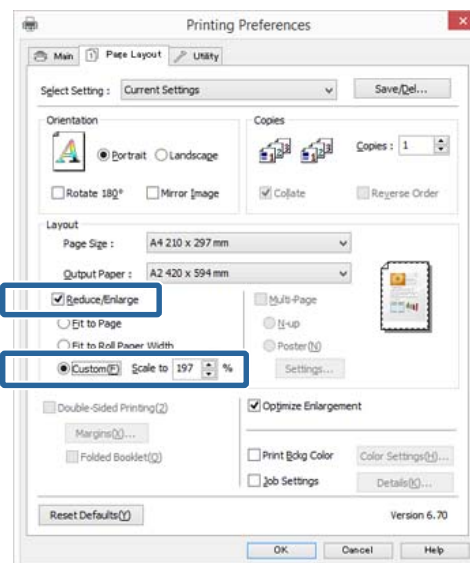 Printing Preferences
Main Page Layout Utility
Select Setting : Current Settings Save/Del...
Orientation Copies
Portrait Landscape Copies : 1
Rotate 180° Mirror Image Collate Reverse Order
Layout
Page Size : A4 210 x 297 mm
Output Paper : A2 420 x 594 mm
Reduce/Enlarge Multi-Page
Fit to Page N-up
Fit to Roll Paper Width Poster(N)
Custom(F) Scale to 197 % Settings...
Double-Sided Printing(2) Optimize Enlargement
Margins(X)...
Folded Booklet(Q) Print Bckg Color Color Settings(H)...
Job Settings Details(K)...
Reset Defaults(Y) Version 6.70
OK Cancel Help